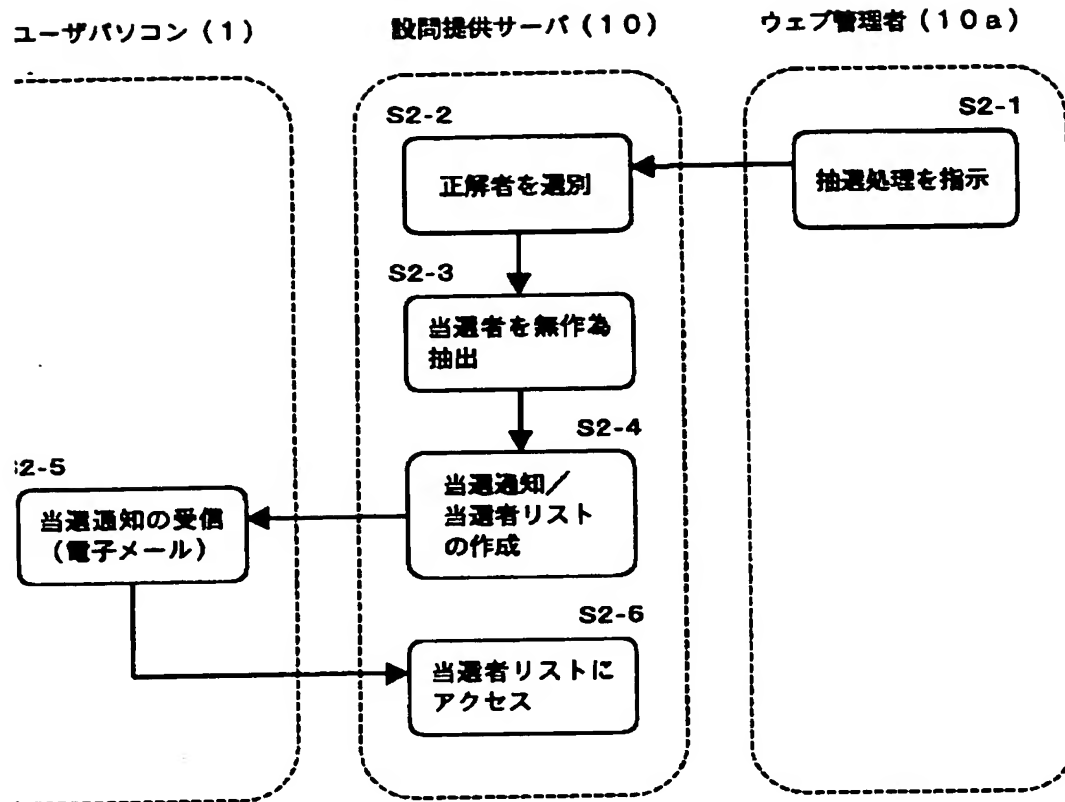 ユーザパソコン(1)
設問提供サーバ(10)
ウェブ管理者(10a)
S2-1
抽選処理を指示
S2-2
正解者を選別
S2-3
当選者を無作為
抽出
S2-4
当選通知/
当選者リスト
の作成
S2-5
当選通知の受信
(電子メール)
S2-6
当選者リストに
アクセス